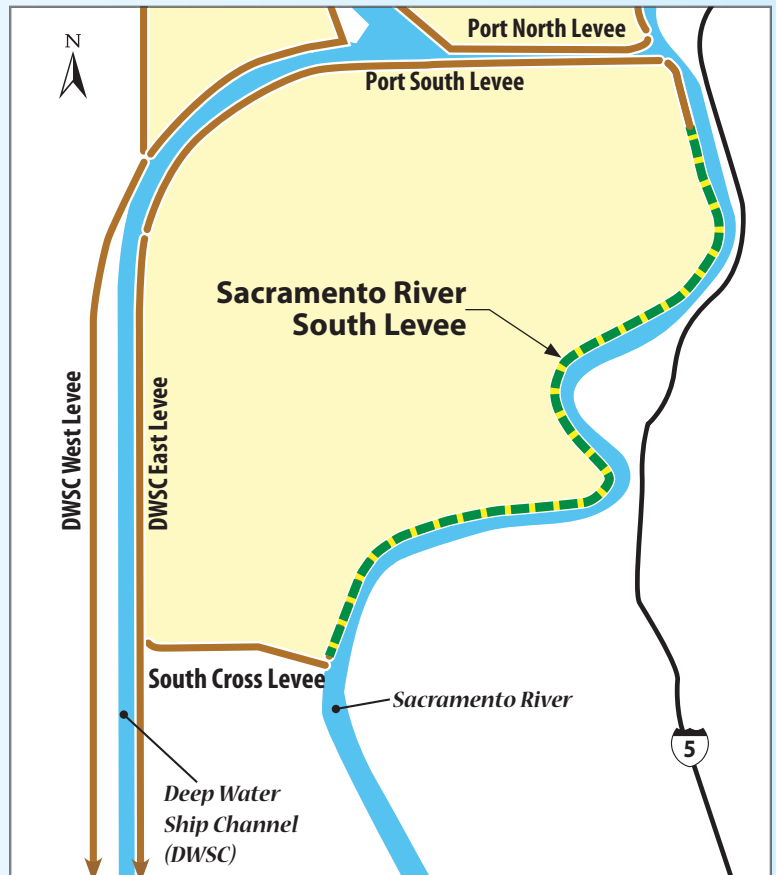 N
Port North Levee
Port South Levee
Sacramento River
South Levee
DWSC West Levee
DWSC East Levee
South Cross Levee
Sacramento River
5
Deep Water
Ship Channel
(DWSC)